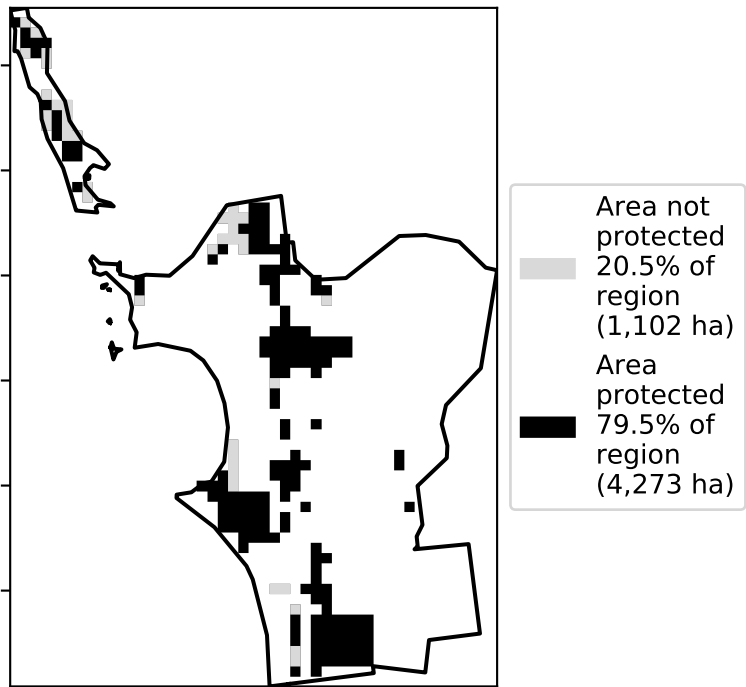 Area not
protected
20.5% of
region
(1,102 ha)
Area
protected
79.5% of
region
(4,273 ha)